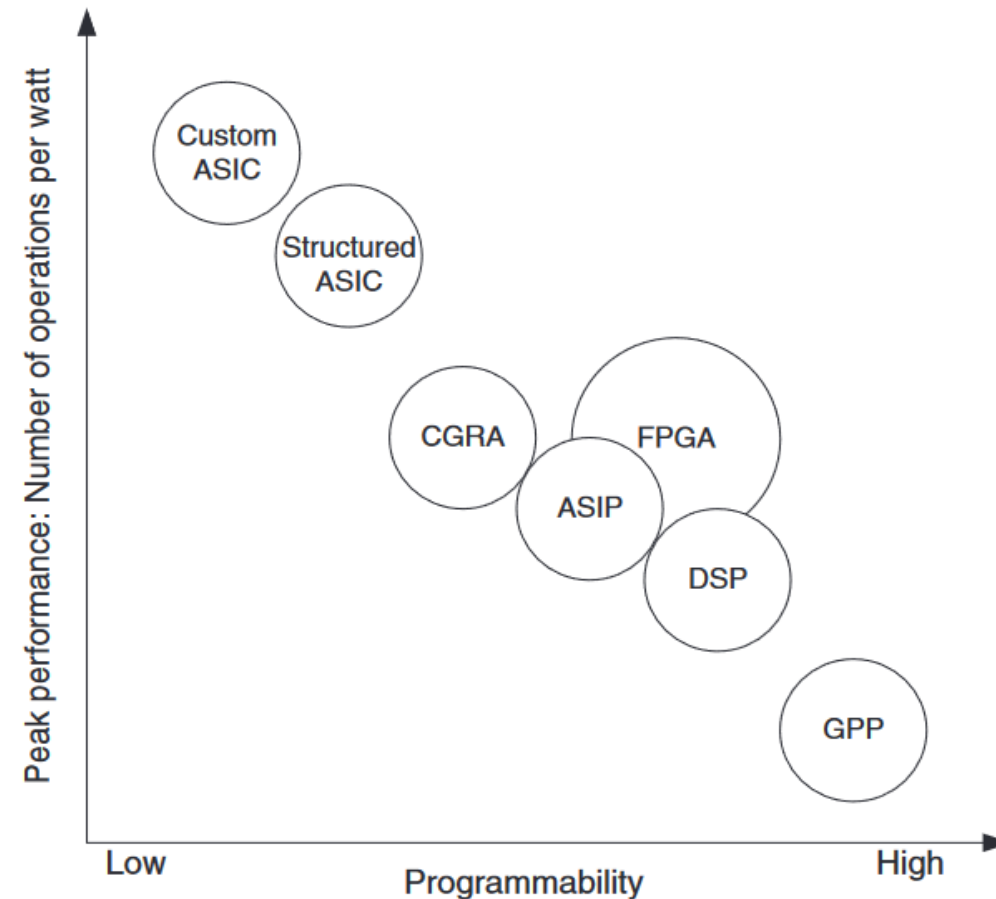 Peak performance: Number of operations per watt
Custom
ASIC
Structured
ASIC
CGRA
FPGA
ASIP
DSP
GPP
Low
High
Programmability